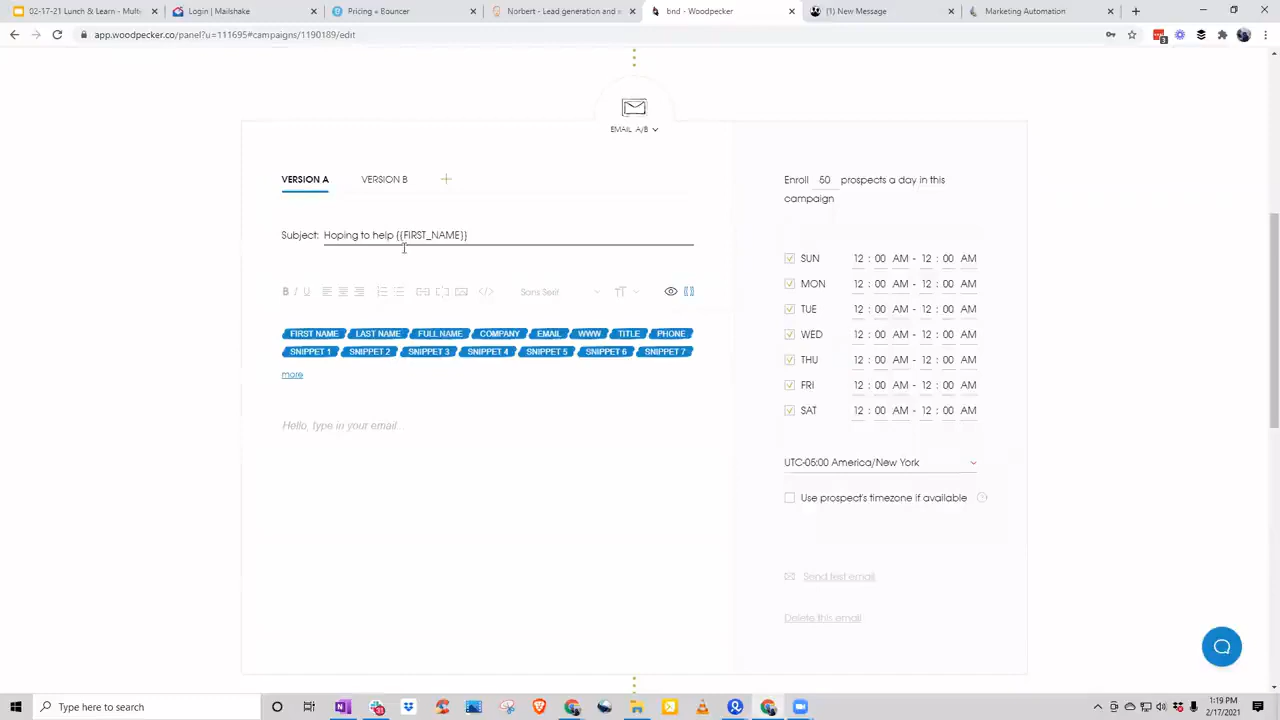 02-17-21 Lunch & Learn - Mult
Login | Mailshake
Pricing – Bouncer
Norbert - Lead generation and
bnd - Woodpecker
(1) New Message
Marketing Automation
app.woodpecker.co/panel?u=111695#campaigns/1190189/edit
3
EMAIL A/B
VERSION A
VERSION B
Subject: Hoping to help {{FIRST_NAME}}
B I U
Sans Serif
FIRST NAME LAST NAME FULL NAME COMPANY EMAIL WWW TITLE PHONE
SNIPPET 1 SNIPPET 2 SNIPPET 3 SNIPPET 4 SNIPPET 5 SNIPPET 6 SNIPPET 7
more
Hello, type in your email...
Enroll 50 prospects a day in this
campaign
SUN 12 : 00 AM - 12 : 00 AM
MON 12 : 00 AM - 12 : 00 AM
TUE 12 : 00 AM - 12 : 00 AM
WED 12 : 00 AM - 12 : 00 AM
THU 12 : 00 AM - 12 : 00 AM
FRI 12 : 00 AM - 12 : 00 AM
SAT 12 : 00 AM - 12 : 00 AM
UTC-05:00 America/New York
Use prospect's timezone if available
Send test email
Delete this email
Type here to search
1:19 PM
2/17/2021